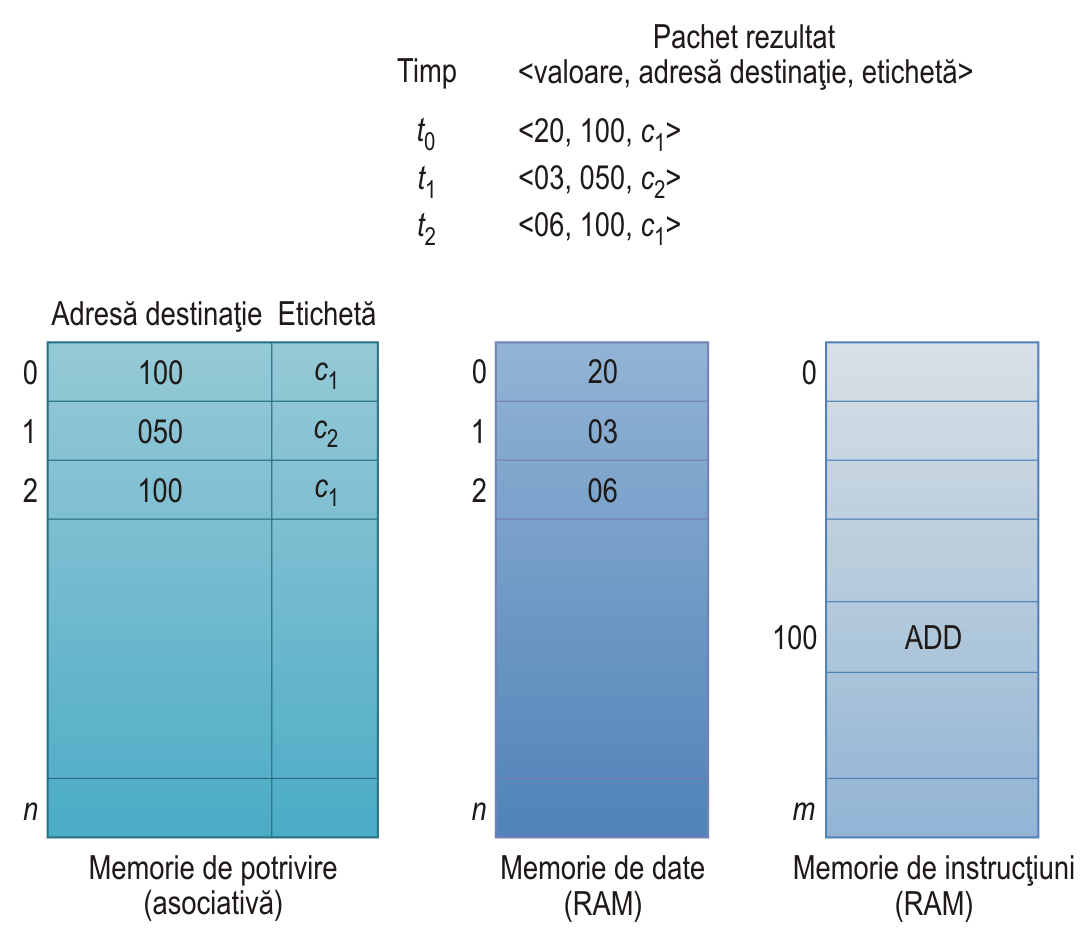 Pachet rezultat
Timp <valoare, adresă destinaţie, etichetă>
t0 <20, 100, c1>
t1 <03, 050, c2>
t2 <06, 100, c1>
Adresă destinaţie Etichetă
0 100 c1 0 20 0
1 050 c2 1 03
2 100 c1 2 06
100 ADD
n n m
Memorie de potrivire Memorie de date Memorie de instrucţiuni
(asociativă) (RAM) (RAM)